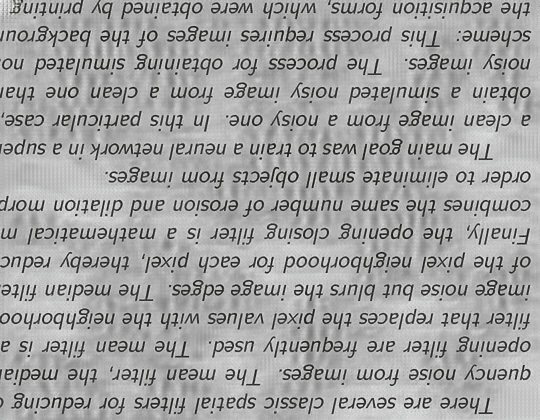 There are several classic spatial filters for reducing
quency noise from images. The mean filter, the median
opening filter are frequently used. The mean filter is a
filter that replaces the pixel values with the neighborhoo
image noise but blurs the image edges. The median filte
of the pixel neighborhood for each pixel, thereby reduc
Finally, the opening closing filter is a mathematical m
combines the same number of erosion and dilation morp
order to eliminate small objects from images.
The main goal was to train a neural network in a super
a clean image from a noisy one. In this particular case,
obtain a simulated noisy image from a clean one than
noisy images. The process for obtaining simulated no
scheme: This process requires images of the backgroun
the acquisition forms, which were obtained by printing